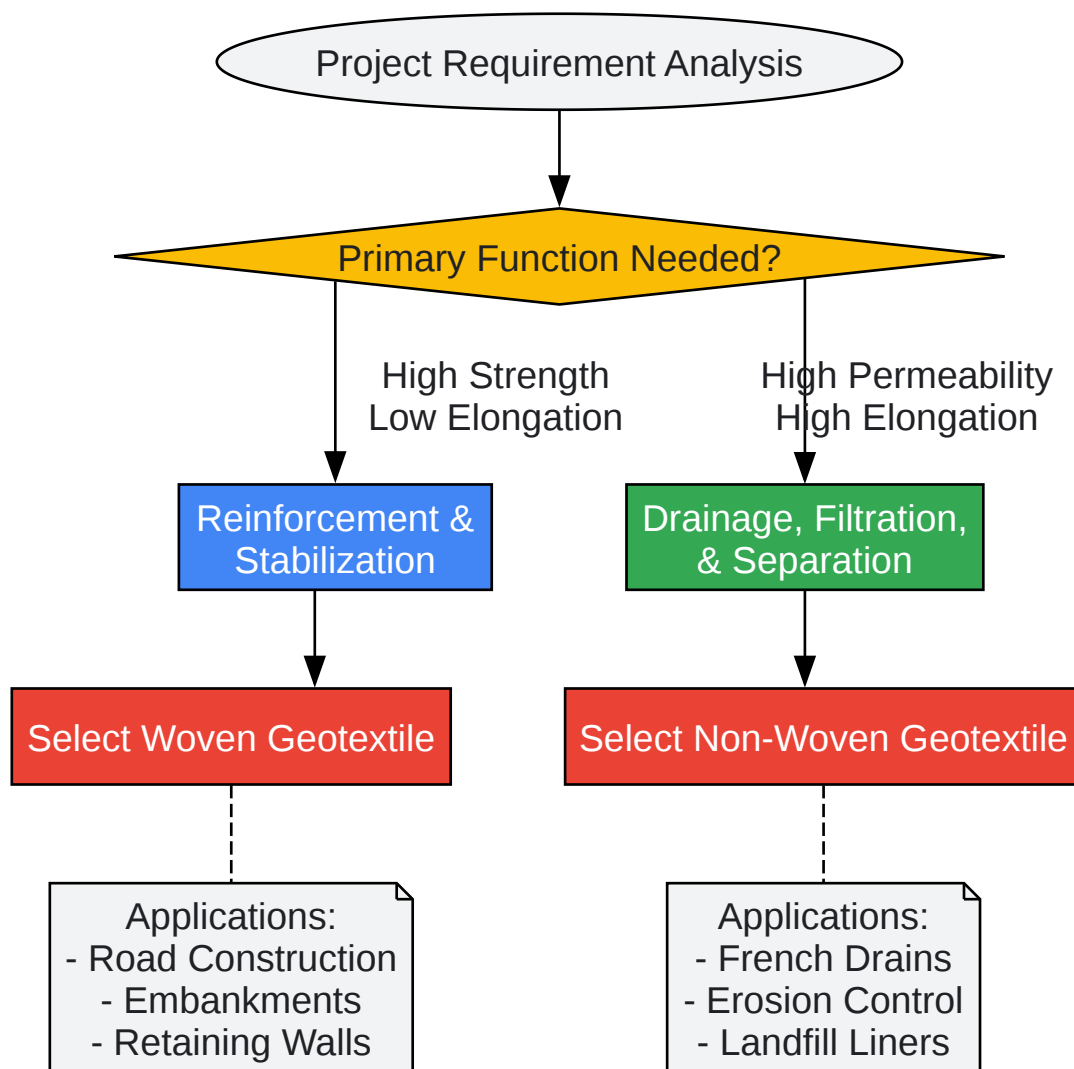 Project Requirement Analysis
Primary Function Needed?
High Strength
Low Elongation
High Permeability
High Elongation
Reinforcement &
Stabilization
Drainage, Filtration,
& Separation
Select Woven Geotextile
Select Non-Woven Geotextile
Applications:
- Road Construction
- Embankments
- Retaining Walls
Applications:
- French Drains
- Erosion Control
- Landfill Liners